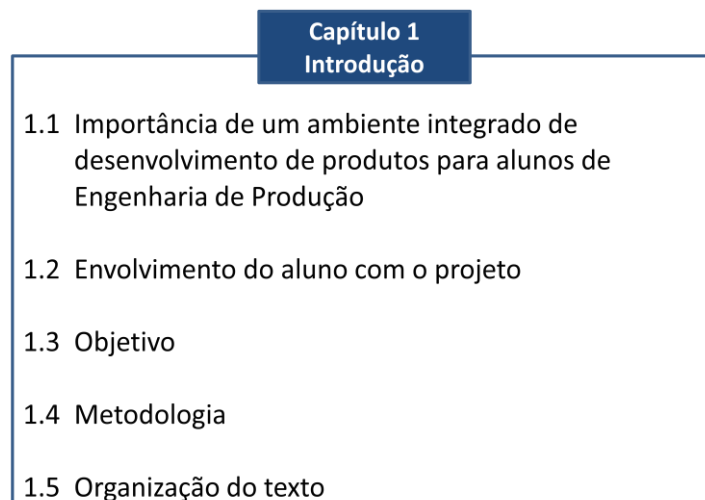 Capítulo 1
Introdução
1.1 Importância de um ambiente integrado de
desenvolvimento de produtos para alunos de
Engenharia de Produção
1.2 Envolvimento do aluno com o projeto
1.3 Objetivo
1.4 Metodologia
1.5 Organização do texto